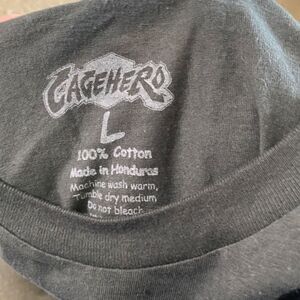 CAGEHERO
L
100% Cotton
Made in Honduras
Machine wash warm,
Tumble dry medium
Do not bleach